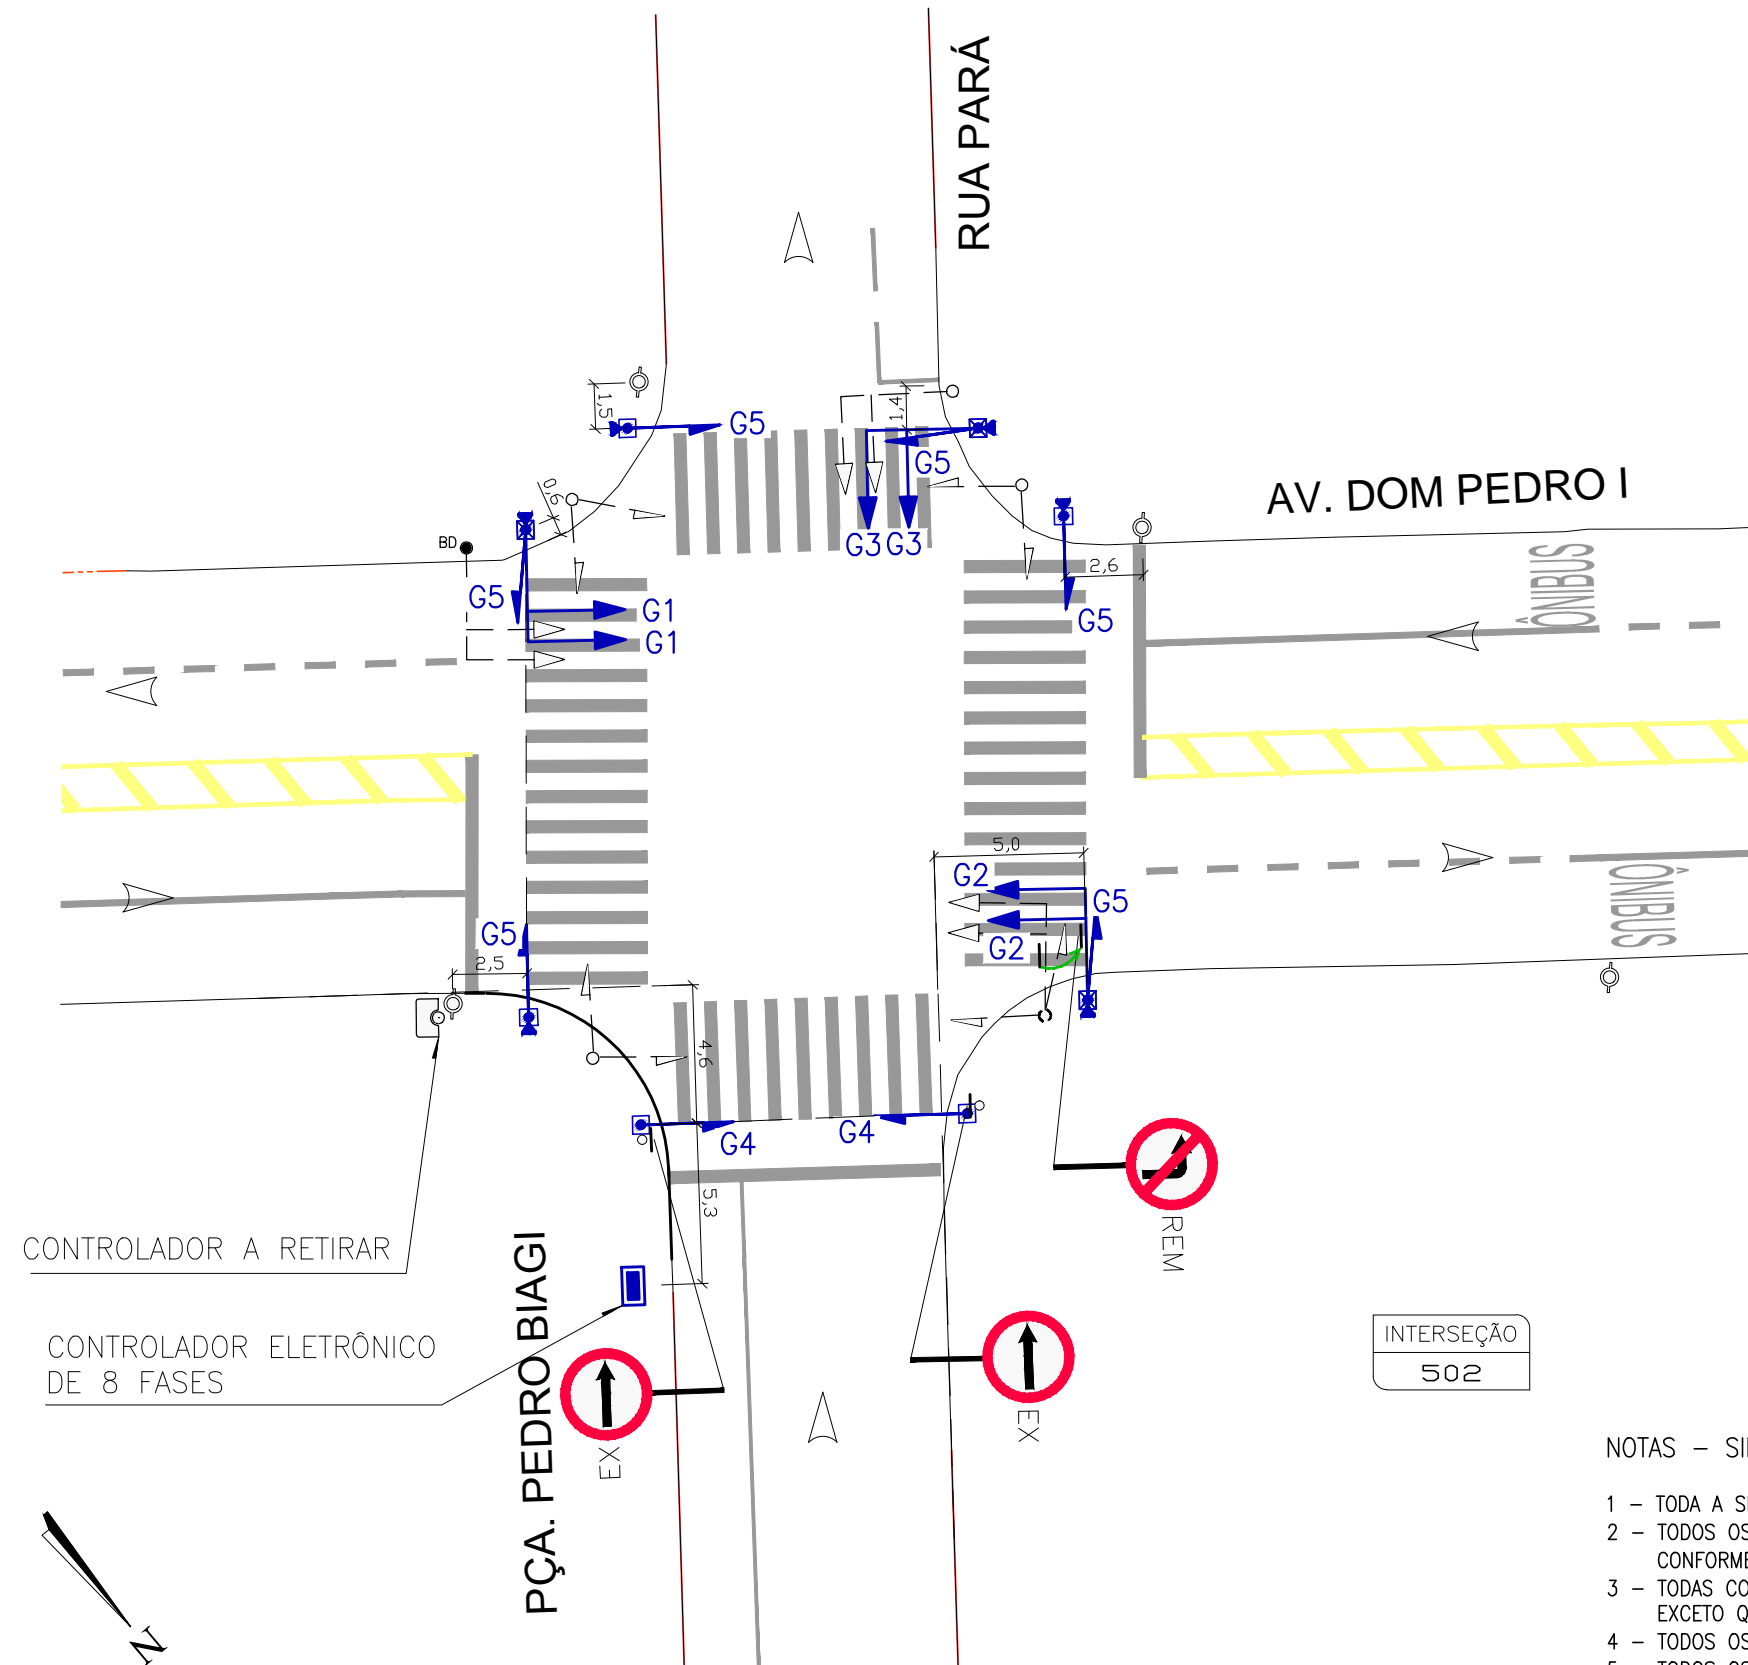 RUA PARÁ
AV. DOM PEDRO I
1,5
G5
1,4
G5
0,6
BD
G3 G3
2,6
ÔNIBUS
G5
G1
G1
G5
5,0
G2
G5
G2
ÔNIBUS
G5
2,5
4,6
G4
G4
5,3
REM
CONTROLADOR A RETIRAR
PÇA. PEDRO BIAGI
CONTROLADOR ELETRÔNICO
DE 8 FASES
EX
EX
INTERSEÇÃO
502
N
NOTAS -
1 - TODA A
2 - TODOS OS
CONFORME
3 - TODAS
EXCETO
4 - TODOS OS